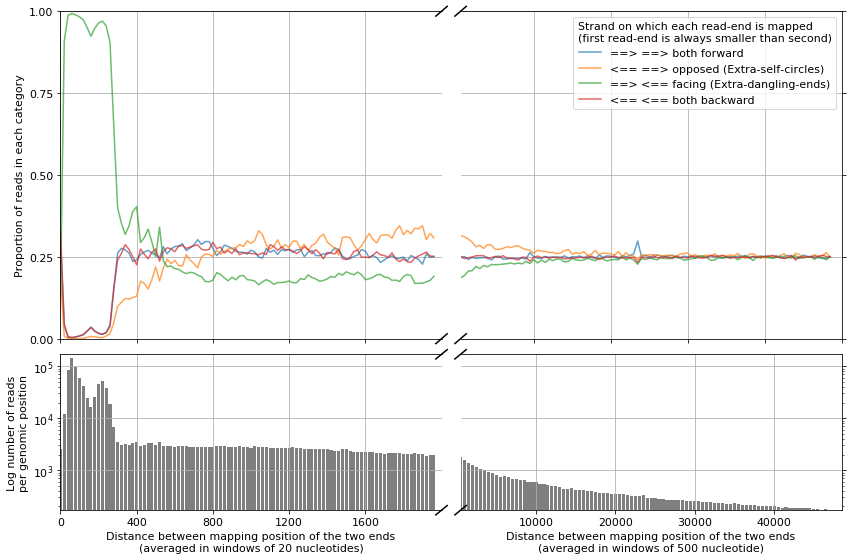 Strand on which each read-end is mapped
(first read-end is always smaller than second)
==> ==> both forward
<== ==> opposed (Extra-self-circles)
==> <== facing (Extra-dangling-ends)
<== <== both backward
Proportion of reads in each category
1.00
0.75
0.50
0.25
0.00
Log number of reads
per genomic position
10^5
10^4
10^3
0 400 800 1200 1600
10000 20000 30000 40000
Distance between mapping position of the two ends
(averaged in windows of 20 nucleotides)
Distance between mapping position of the two ends
(averaged in windows of 500 nucleotide)